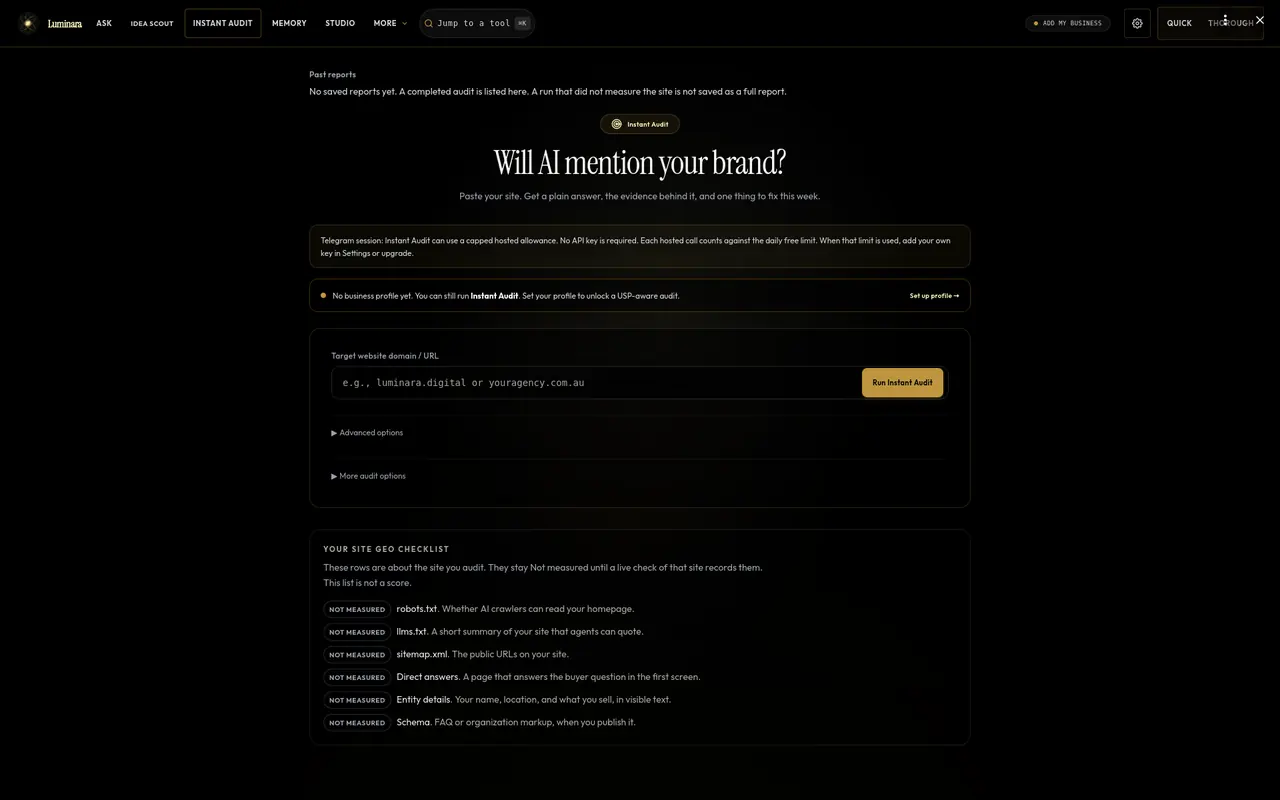 Luminara
ASK
IDEA SCOUT
INSTANT AUDIT
MEMORY
STUDIO
MORE
Jump to a tool ⌘K
ADD MY BUSINESS
QUICK
THOROUGH
Past reports
No saved reports yet. A completed audit is listed here. A run that did not measure the site is not saved as a full report.
Instant Audit
Will AI mention your brand?
Paste your site. Get a plain answer, the evidence behind it, and one thing to fix this week.
Telegram session: Instant Audit can use a capped hosted allowance. No API key is required. Each hosted call counts against the daily free limit. When that limit is used, add your own
key in Settings or upgrade.
No business profile yet. You can still run Instant Audit. Set your profile to unlock a USP-aware audit.
Set up profile →
Target website domain / URL
e.g., luminara.digital or youragency.com.au
Run Instant Audit
▶ Advanced options
▶ More audit options
YOUR SITE GEO CHECKLIST
These rows are about the site you audit. They stay Not measured until a live check of that site records them.
This list is not a score.
NOT MEASURED robots.txt. Whether AI crawlers can read your homepage.
NOT MEASURED llms.txt. A short summary of your site that agents can quote.
NOT MEASURED sitemap.xml. The public URLs on your site.
NOT MEASURED Direct answers. A page that answers the buyer question in the first screen.
NOT MEASURED Entity details. Your name, location, and what you sell, in visible text.
NOT MEASURED Schema. FAQ or organization markup, when you publish it.